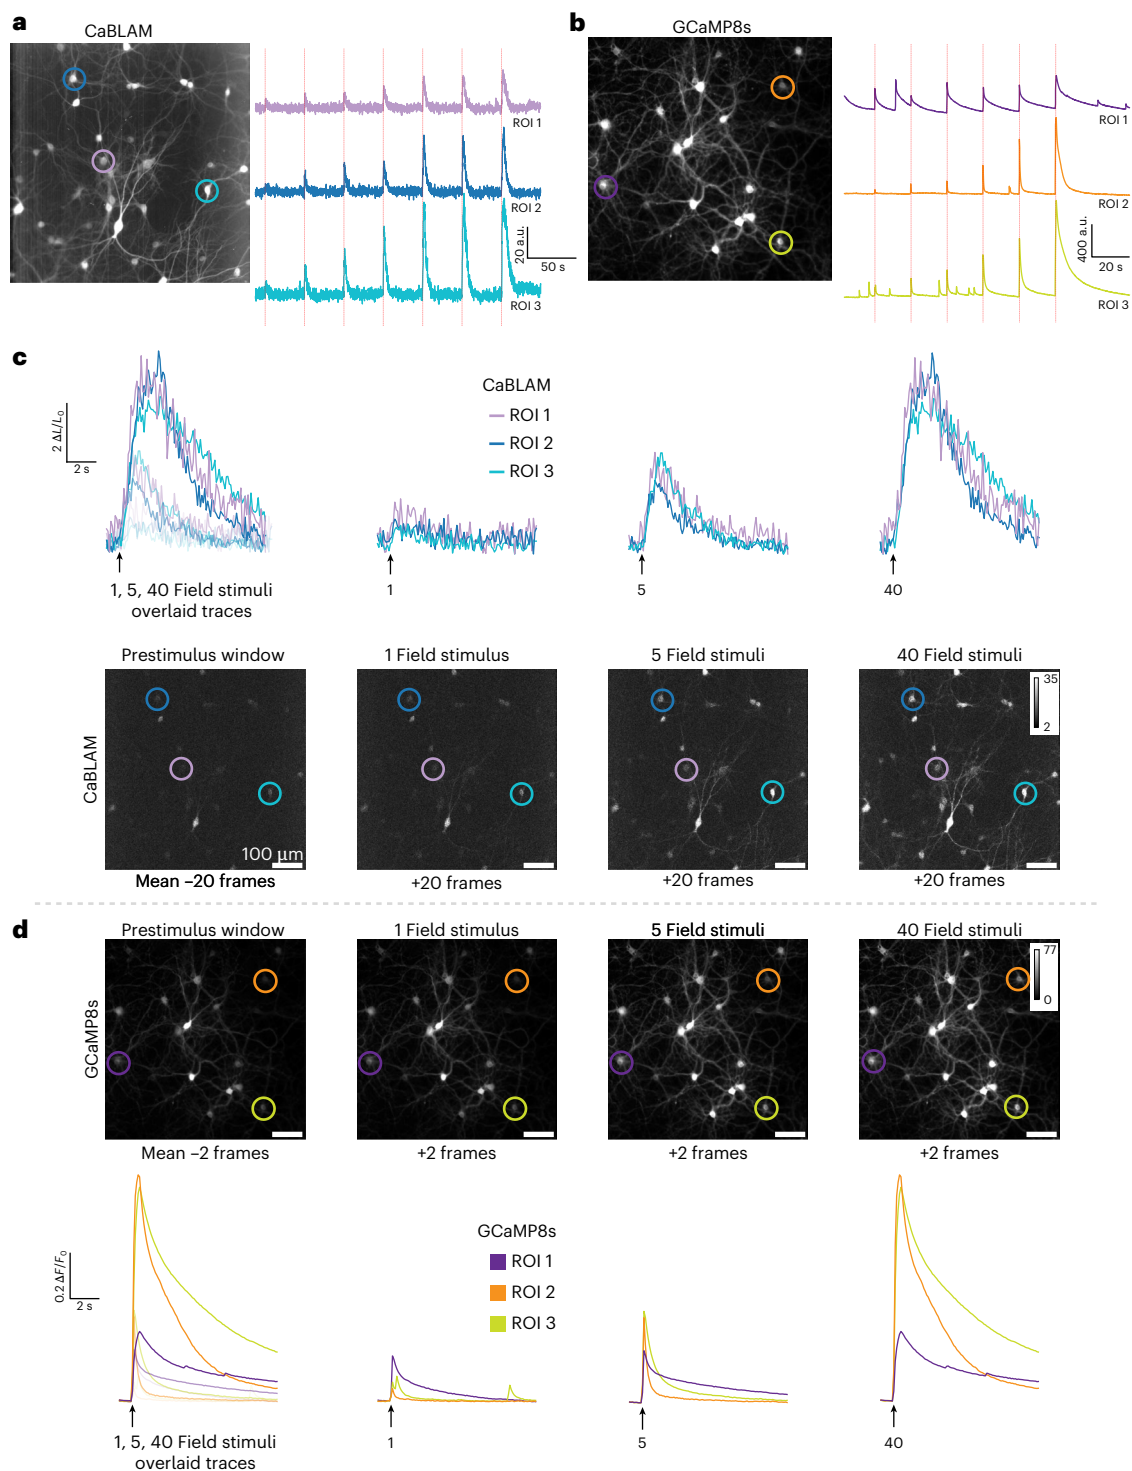 a
CaBLAM
ROI 1
ROI 2
ROI 3
20 a.u.
50 s
b
GCaMP8s
ROI 1
ROI 2
ROI 3
400 a.u.
20 s
c
2 ΔL/L0
2 s
CaBLAM
ROI 1
ROI 2
ROI 3
1, 5, 40 Field stimuli
overlaid traces
1
5
40
CaBLAM
Prestimulus window
1 Field stimulus
5 Field stimuli
40 Field stimuli
35
2
100 µm
Mean –20 frames
+20 frames
+20 frames
+20 frames
d
GCaMP8s
Prestimulus window
1 Field stimulus
5 Field stimuli
40 Field stimuli
77
0
Mean –2 frames
+2 frames
+2 frames
+2 frames
0.2 ΔF/F0
2 s
GCaMP8s
ROI 1
ROI 2
ROI 3
1, 5, 40 Field stimuli
overlaid traces
1
5
40